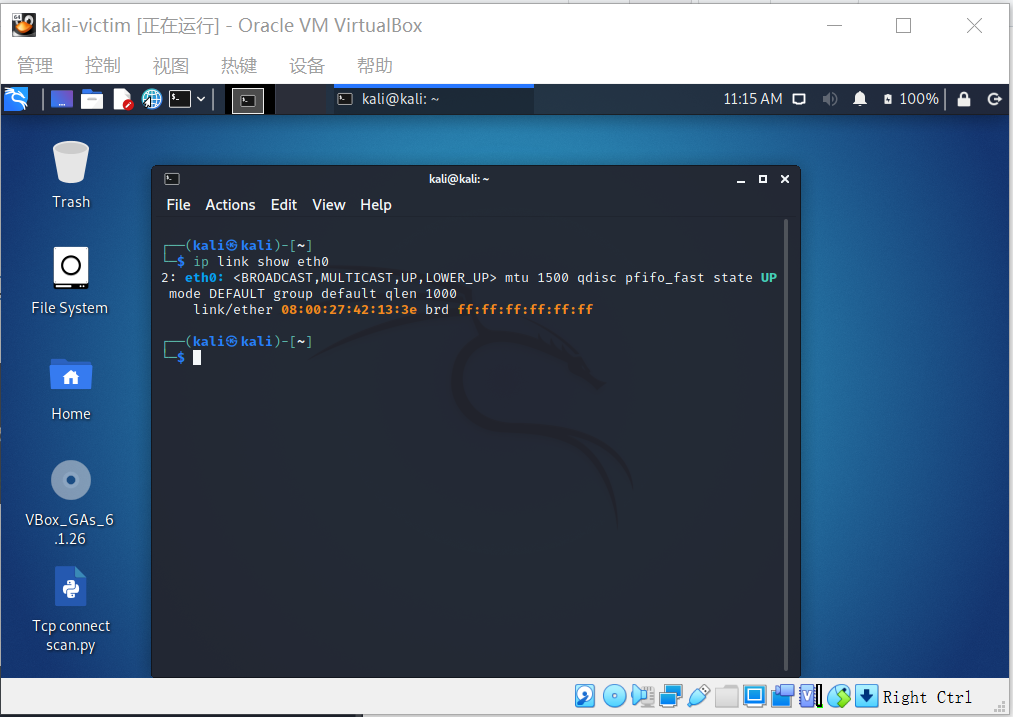 kali-victim [正在运行] - Oracle VM VirtualBox
管理 控制 视图 热键 设备 帮助
kali@kali: ~ 11:15 AM 100%
Trash
File System
Home
VBox_GAs_6
.1.26
Tcp connect
scan.py
kali@kali: ~
File Actions Edit View Help
┌──(kali㉿kali)-[~]
└─$ ip link show eth0
2: eth0: <BROADCAST,MULTICAST,UP,LOWER_UP> mtu 1500 qdisc pfifo_fast state UP
mode DEFAULT group default qlen 1000
link/ether 08:00:27:42:13:3e brd ff:ff:ff:ff:ff:ff
┌──(kali㉿kali)-[~]
└─$
Right Ctrl